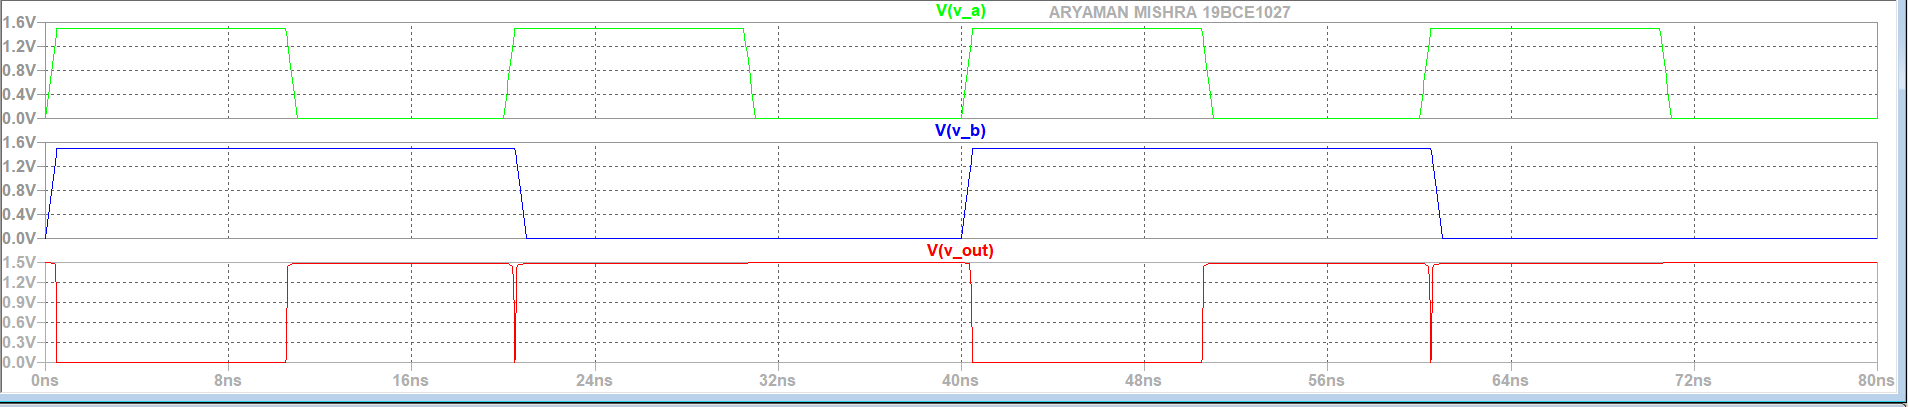 V(v_a) ARYAMAN MISHRA 19BCE1027
1.6V
1.2V
0.8V
0.4V
0.0V
V(v_b)
1.6V
1.2V
0.8V
0.4V
0.0V
V(v_out)
1.5V
1.2V
0.9V
0.6V
0.3V
0.0V
0ns 8ns 16ns 24ns 32ns 40ns 48ns 56ns 64ns 72ns 80ns